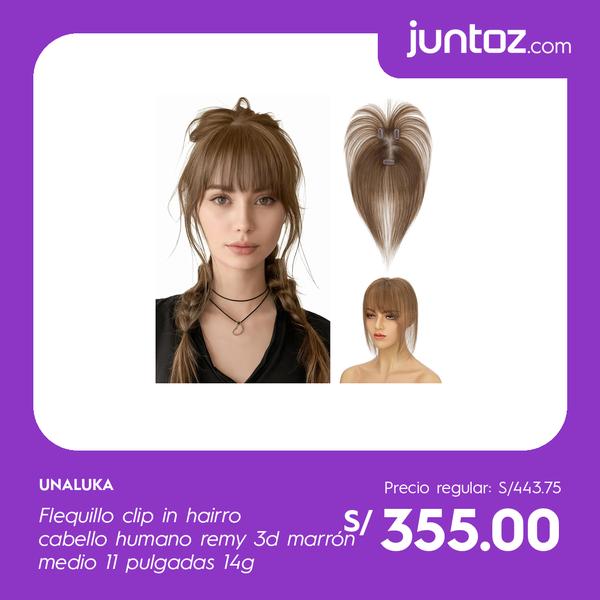 juntoz.com
UNALUKA
Flequillo clip in hairro
cabello humano remy 3d marrón
medio 11 pulgadas 14g
Precio regular: S/443.75
S/ 355.00